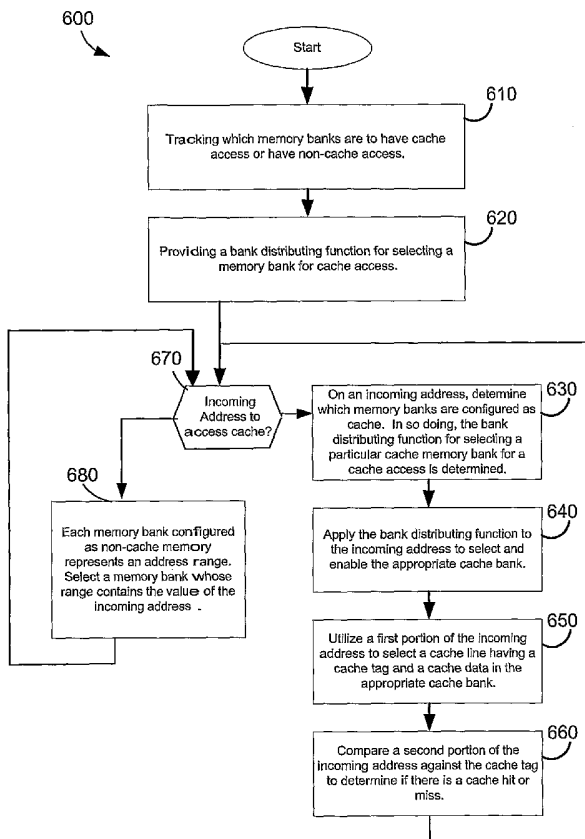 600
Start
610
Tracking which memory banks are to have cache
access or have non-cache access.
620
Providing a bank distributing function for selecting a
memory bank for cache access.
670
Incoming
Address to
access cache?
630
On an incoming address, determine
which memory banks are configured as
cache. In so doing, the bank
distributing function for selecting a
particular cache memory bank for a
cache access is determined.
680
Each memory bank configured
as non-cache memory
represents an address range.
Select a memory bank whose
range contains the value of the
incoming address .
640
Apply the bank distributing function to
the incoming address to select and
enable the appropriate cache bank.
650
Utilize a first portion of the incoming
address to select a cache line having a
cache tag and a cache data in the
appropriate cache bank.
660
Compare a second portion of the
incoming address against the cache tag
to determine if there is a cache hit or
miss.